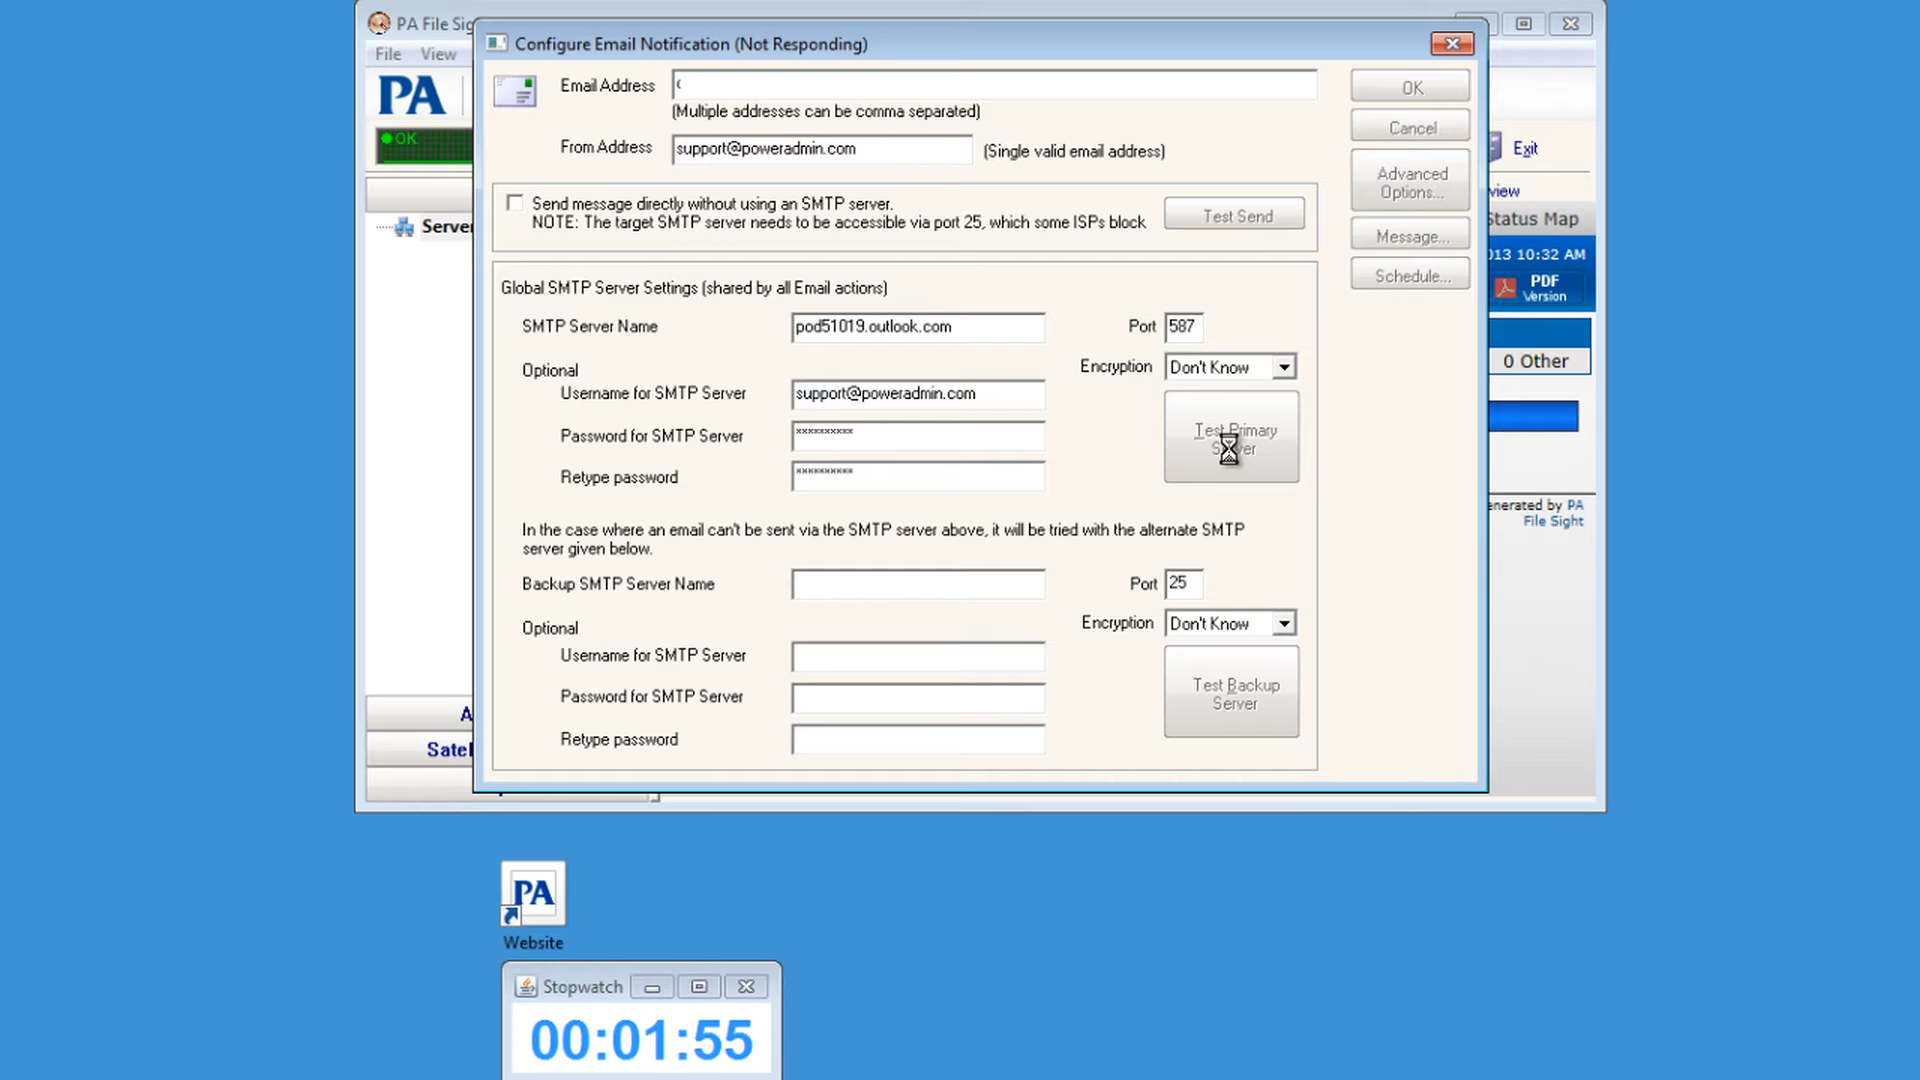 PA File Sig
Configure Email Notification (Not Responding)
File View
PA
OK
Email Address
(Multiple addresses can be comma separated)
From Address support@poweradmin.com (Single valid email address)
OK
Cancel
Advanced
Options...
Message...
Schedule...
Exit
view
Status Map
013 10:32 AM
PDF
Version
0 Other
enerated by PA
File Sight
Server
Send message directly without using an SMTP server.
NOTE: The target SMTP server needs to be accessible via port 25, which some ISPs block
Test Send
Global SMTP Server Settings (shared by all Email actions)
SMTP Server Name pod51019.outlook.com Port 587
Optional
Encryption Don't Know
Username for SMTP Server support@poweradmin.com
Password for SMTP Server **********
Retype password **********
Test Primary
Server
In the case where an email can't be sent via the SMTP server above, it will be tried with the alternate SMTP
server given below.
Backup SMTP Server Name Port 25
Optional
Encryption Don't Know
Username for SMTP Server
Password for SMTP Server
Retype password
Test Backup
Server
A
Satel
PA
Website
Stopwatch
00:01:55